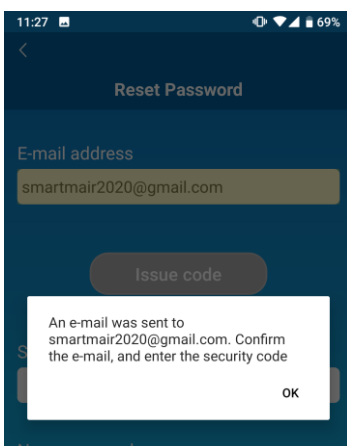 11:27 69%
Reset Password
E-mail address
smartmair2020@gmail.com
Issue code
An e-mail was sent to
smartmair2020@gmail.com. Confirm
the e-mail, and enter the security code
OK